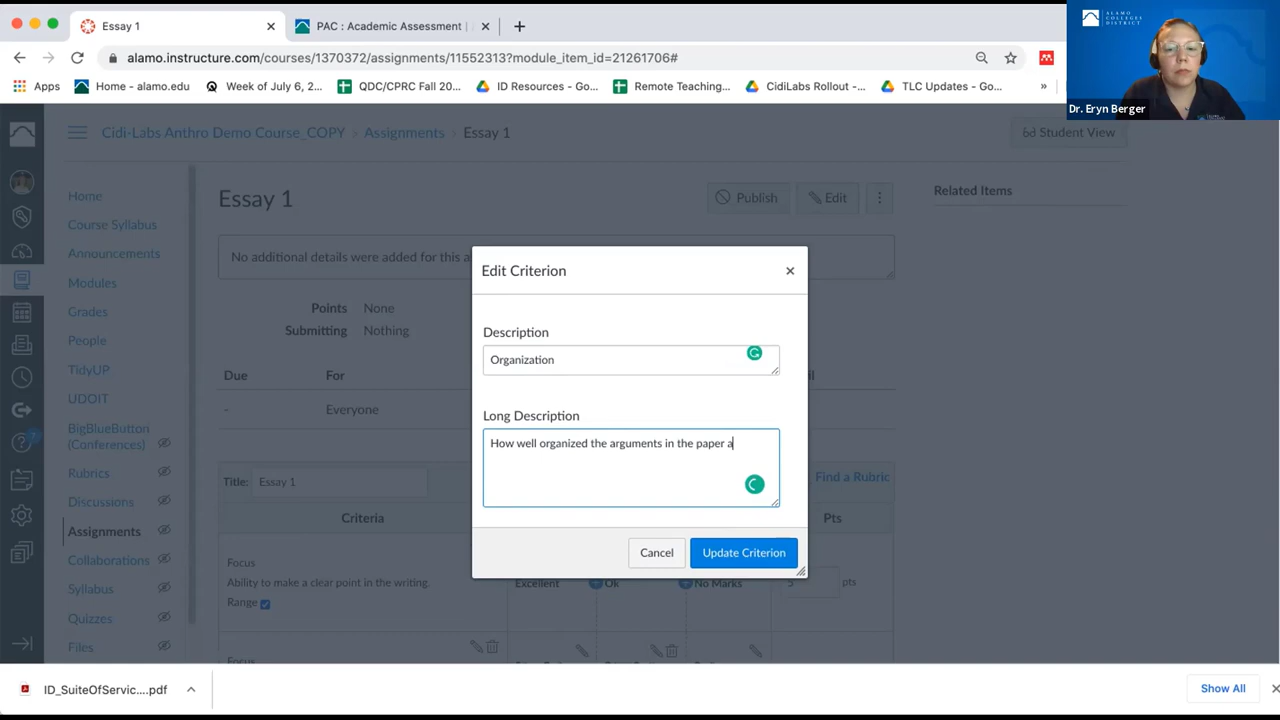 Essay 1
PAC : Academic Assessment |
alamo.instructure.com/courses/1370372/assignments/11552313?module_item_id=21261706#
Apps
Home - alamo.edu
Week of July 6, 2...
QDC/CPRC Fall 20...
ID Resources - Go...
Remote Teaching...
CidiLabs Rollout -...
TLC Updates - Go...
»
ALAMO
COLLEGES
DISTRICT
Dr. Eryn Berger
Cidi-Labs Anthro Demo Course_COPY > Assignments > Essay 1
Student View
Home
Course Syllabus
Announcements
Modules
Grades
People
TidyUP
UDOIT
BigBlueButton
(Conferences)
Rubrics
Discussions
Assignments
Collaborations
Syllabus
Quizzes
Files
Essay 1
Publish
Edit
Related Items
No additional details were added for this a
Points None
Submitting Nothing
Due For
- Everyone
Title: Essay 1
Find a Rubric
Criteria
Pts
Focus
Ability to make a clear point in the writing.
Range
Excellent
Ok
No Marks
5 pts
Focus
Edit Criterion
Description
Organization
Long Description
How well organized the arguments in the paper a
Cancel
Update Criterion
ID_SuiteOfServic....pdf
Show All